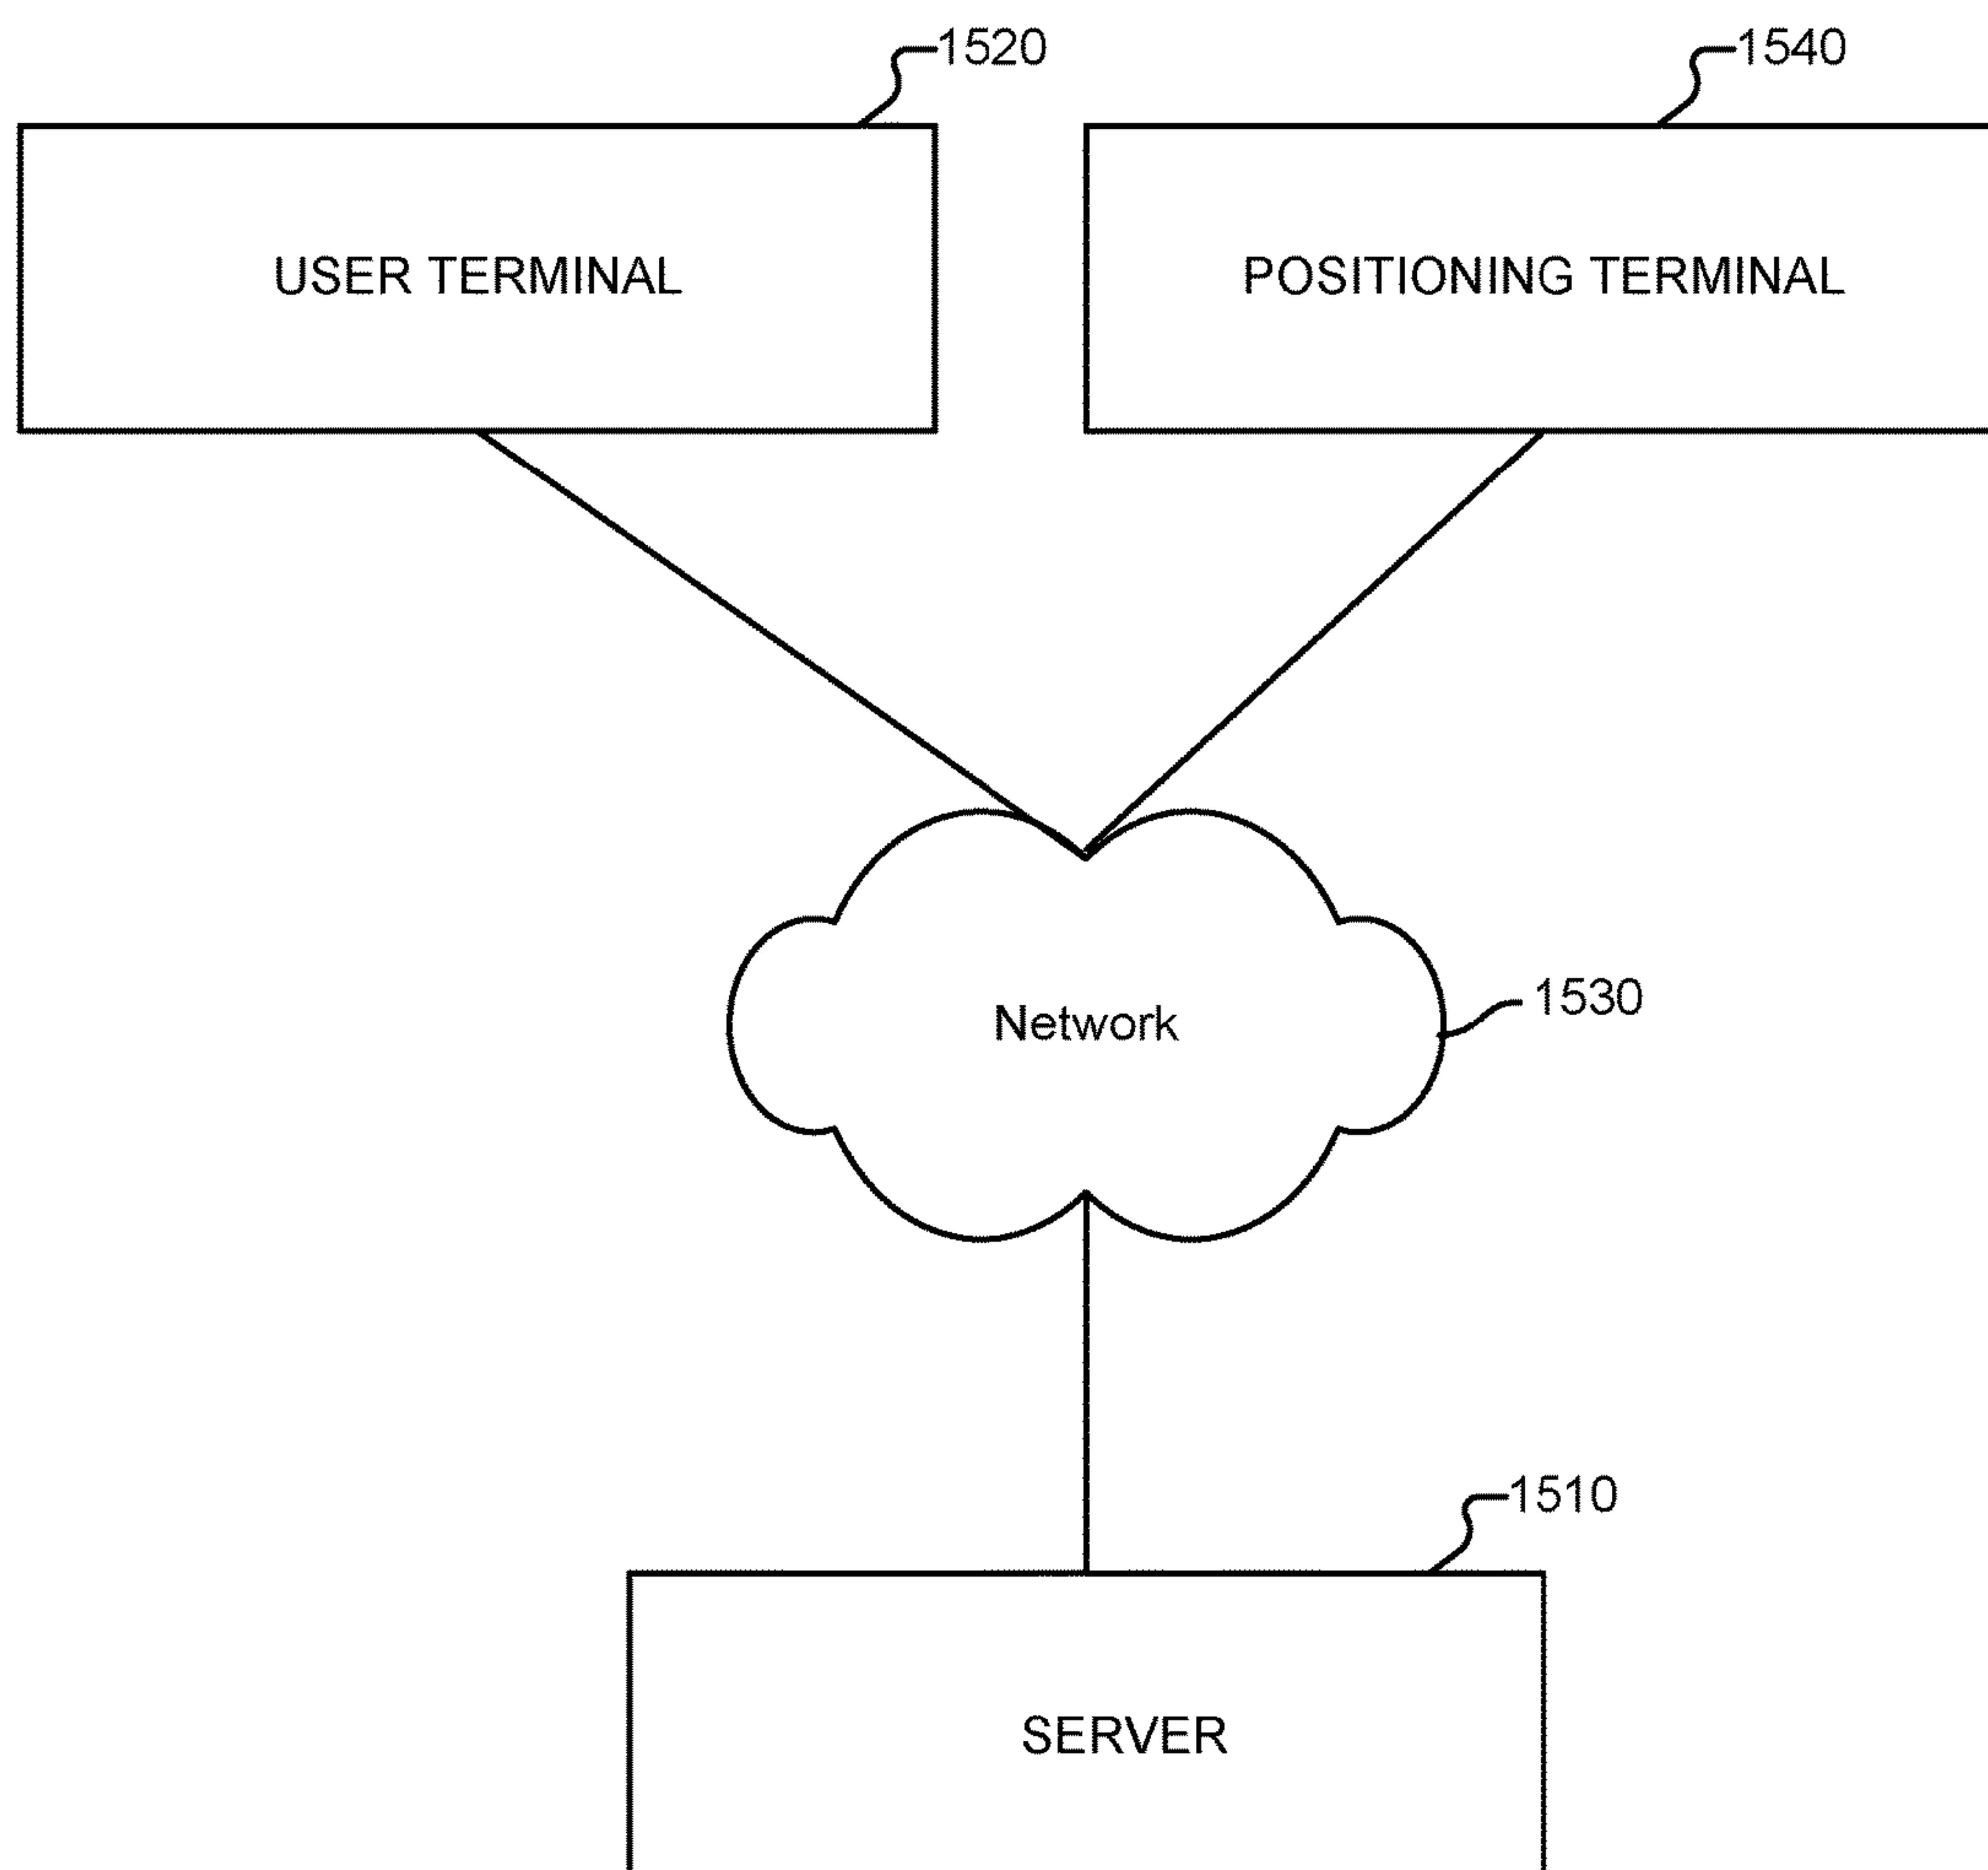 1520
1540
USER TERMINAL
POSITIONING TERMINAL
Network
1530
1510
SERVER